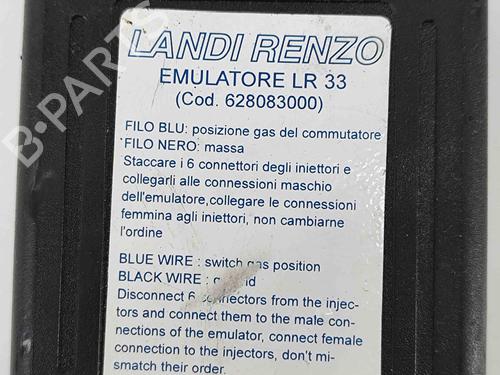 LANDI RENZO
EMULATORE LR 33
(Cod. 628083000)
FILO BLU: posizione gas del commutatore
FILO NERO: massa
Staccare i 6 connettori degli iniettori e
collegarli alle connessioni maschio
dell'emulatore,collegare le connessioni
femmina agli iniettori, non cambiarne
l'ordine
BLUE WIRE : switch gas position
BLACK WIRE :
Disconnect 6 connectors from the injec-
tors and connect them to the male con-
nections of the emulator, connect female
connection to the injectors, don't mi-
smatch their order.
B PARTS